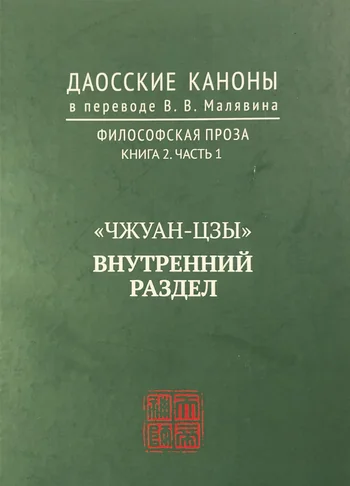 ДАОССКИЕ КАНОНЫ
в переводе В. В. Малявина
ФИЛОСОФСКАЯ ПРОЗА
КНИГА 2. ЧАСТЬ 1
«ЧЖУАН-ЦЗЫ»
ВНУТРЕННИЙ
РАЗДЕЛ